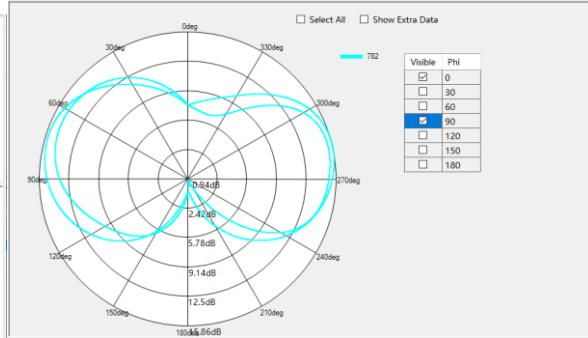 Select All
Show Extra Data
0deg
30deg
330deg
782
60deg
300deg
90deg
270deg
120deg
240deg
150deg
210deg
180deg
-0.94dB
2.42dB
5.78dB
9.14dB
12.5dB
15.86dB
Visible Phi
0
30
60
90
120
150
180